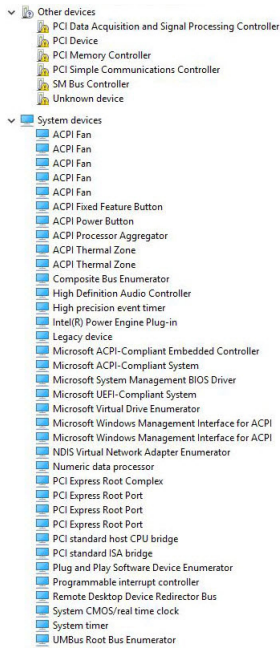 Other devices
PCI Data Acquisition and Signal Processing Controller
PCI Device
PCI Memory Controller
PCI Simple Communications Controller
SM Bus Controller
Unknown device
System devices
ACPI Fan
ACPI Fan
ACPI Fan
ACPI Fan
ACPI Fan
ACPI Fixed Feature Button
ACPI Power Button
ACPI Processor Aggregator
ACPI Thermal Zone
ACPI Thermal Zone
Composite Bus Enumerator
High Definition Audio Controller
High precision event timer
Intel(R) Power Engine Plug-in
Legacy device
Microsoft ACPI-Compliant Embedded Controller
Microsoft ACPI-Compliant System
Microsoft System Management BIOS Driver
Microsoft UEFI-Compliant System
Microsoft Virtual Drive Enumerator
Microsoft Windows Management Interface for ACPI
Microsoft Windows Management Interface for ACPI
NDIS Virtual Network Adapter Enumerator
Numeric data processor
PCI Express Root Complex
PCI Express Root Port
PCI Express Root Port
PCI Express Root Port
PCI standard host CPU bridge
PCI standard ISA bridge
Plug and Play Software Device Enumerator
Programmable interrupt controller
Remote Desktop Device Redirector Bus
System CMOS/real time clock
System timer
UMBus Root Bus Enumerator